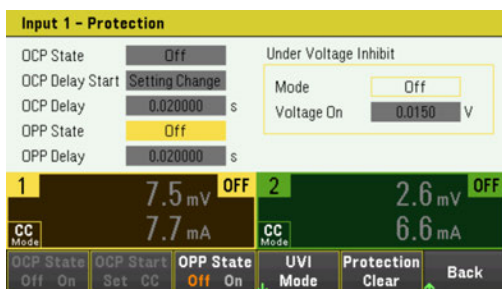 Input 1 – Protection
OCP State Off
OCP Delay Start Setting Change
OCP Delay 0.020000 s
OPP State Off
OPP Delay 0.020000 s
Under Voltage Inhibit
Mode Off
Voltage On 0.0150 V
1 7.5 mV OFF
CC Mode 7.7 mA
2 2.6 mV OFF
CC Mode 6.6 mA
OCP State Off On
OCP Start Set CC
OPP State Off On
UVI Mode
Protection Clear
Back